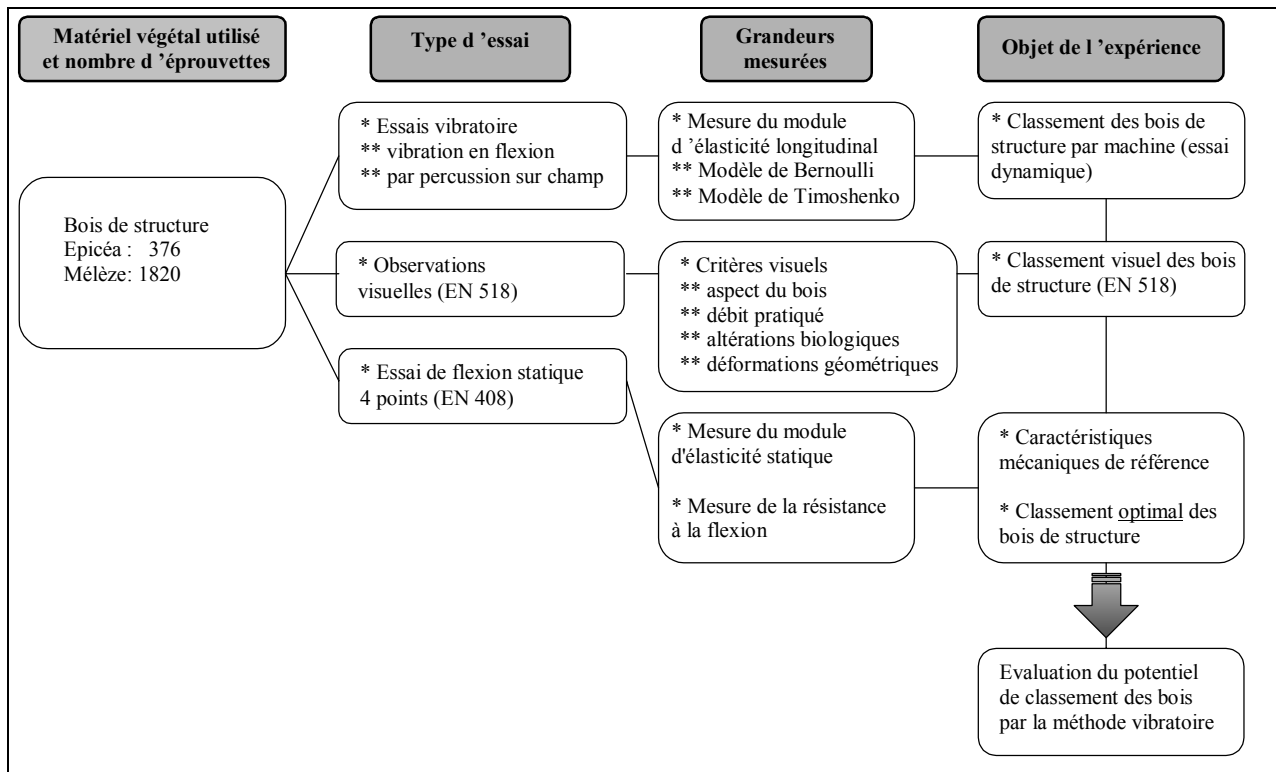 Matériel végétal utilisé
et nombre d ’éprouvettes
Type d ’essai
Grandeurs
mesurées
Objet de l ’expérience
Bois de structure
Epicéa : 376
Mélèze: 1820
* Essais vibratoire
** vibration en flexion
** par percussion sur champ
* Mesure du module
d ’élasticité longitudinal
** Modèle de Bernoulli
** Modèle de Timoshenko
* Classement des bois de
structure par machine (essai
dynamique)
* Observations
visuelles (EN 518)
* Critères visuels
** aspect du bois
** débit pratiqué
** altérations biologiques
** déformations géométriques
* Classement visuel des bois
de structure (EN 518)
* Essai de flexion statique
4 points (EN 408)
* Mesure du module
d'élasticité statique
* Mesure de la résistance
à la flexion
* Caractéristiques
mécaniques de référence
* Classement optimal des
bois de structure
Evaluation du potentiel
de classement des bois
par la méthode vibratoire